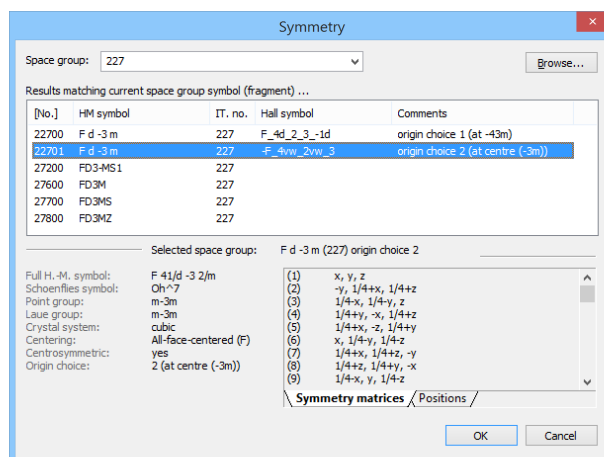 Symmetry
Space group: 227 Browse...
Results matching current space group symbol (fragment) ...
[No.] HM symbol IT. no. Hall symbol Comments
22700 F d -3 m 227 F_4d_2_3_-1d origin choice 1 (at -43m)
22701 F d -3 m 227 -F_4vw_2vw_3 origin choice 2 (at centre (-3m))
27200 FD3-MS1 227
27600 FD3M 227
27700 FD3MS 227
27800 FD3MZ 227
Selected space group: F d -3 m (227) origin choice 2
Full H.-M. symbol: F 41/d -3 2/m
Schoenflies symbol: Oh^7
Point group: m-3m
Laue group: m-3m
Crystal system: cubic
Centering: All-face-centered (F)
Centrosymmetric: yes
Origin choice: 2 (at centre (-3m))
(1) x, y, z
(2) -y, 1/4+x, 1/4+z
(3) 1/4-x, 1/4-y, z
(4) 1/4+y, -x, 1/4+z
(5) 1/4+x, -z, 1/4+y
(6) x, 1/4-y, 1/4-z
(7) 1/4+x, 1/4+z, -y
(8) 1/4+z, 1/4+y, -x
(9) 1/4-x, y, 1/4-z
Symmetry matrices Positions
OK Cancel